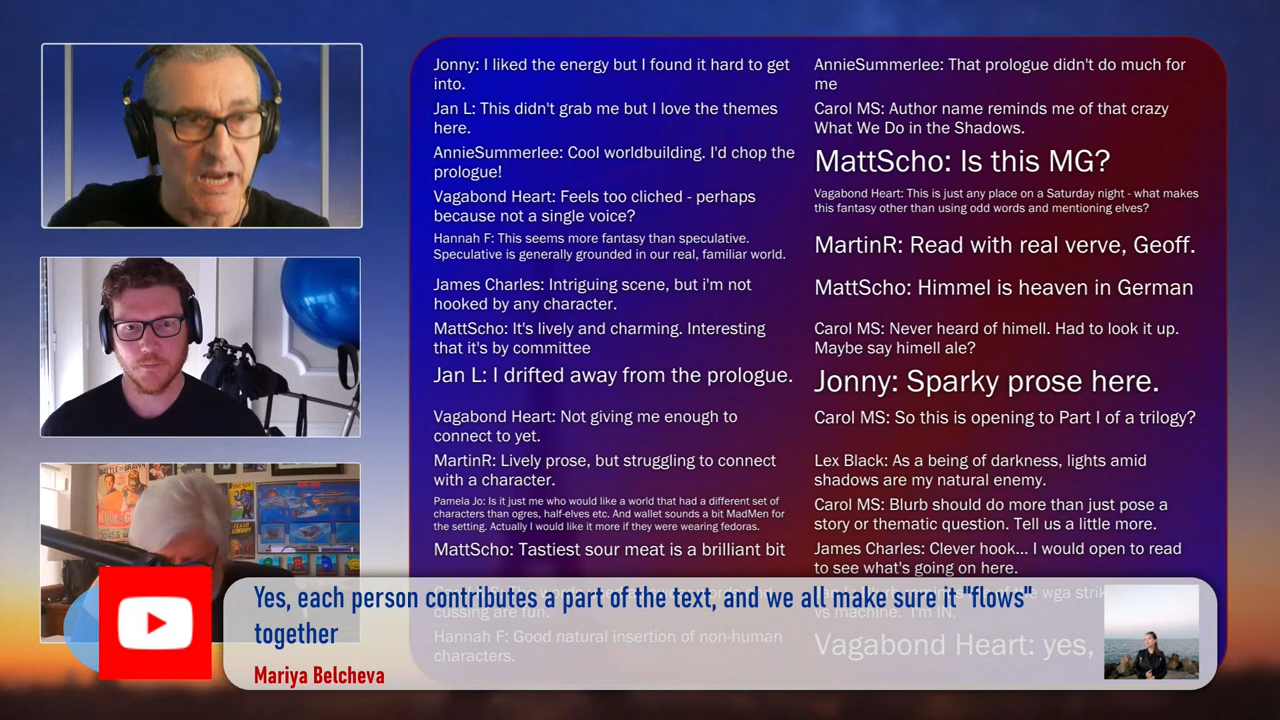 Jonny: I liked the energy but I found it hard to get
into.
Jan L: This didn't grab me but I love the themes
here.
AnnieSummerlee: Cool worldbuilding. I'd chop the
prologue!
Vagabond Heart: Feels too cliched - perhaps
because not a single voice?
Hannah F: This seems more fantasy than speculative.
Speculative is generally grounded in our real, familiar world.
James Charles: Intriguing scene, but i'm not
hooked by any character.
MattScho: It's lively and charming. Interesting
that it's by committee
Jan L: I drifted away from the prologue.
Vagabond Heart: Not giving me enough to
connect to yet.
MartinR: Lively prose, but struggling to connect
with a character.
Pamela Jo: Is it just me who would like a world that had a different set of
characters than ogres, half-elves etc. And wallet sounds a bit MadMen for
the setting. Actually I would like it more if they were wearing fedoras.
MattScho: Tastiest sour meat is a brilliant bit
cussing are fun.
Hannah F: Good natural insertion of non-human
characters.
AnnieSummerlee: That prologue didn't do much for
me
Carol MS: Author name reminds me of that crazy
What We Do in the Shadows.
MattScho: Is this MG?
Vagabond Heart: This is just any place on a Saturday night - what makes
this fantasy other than using odd words and mentioning elves?
MartinR: Read with real verve, Geoff.
MattScho: Himmel is heaven in German
Carol MS: Never heard of himell. Had to look it up.
Maybe say himell ale?
Jonny: Sparky prose here.
Carol MS: So this is opening to Part I of a trilogy?
Lex Black: As a being of darkness, lights amid
shadows are my natural enemy.
Carol MS: Blurb should do more than just pose a
story or thematic question. Tell us a little more.
James Charles: Clever hook... I would open to read
to see what's going on here.
vs machine. I'm IN.
Vagabond Heart: yes,
Yes, each person contributes a part of the text, and we all make sure it "flows"
together
Mariya Belcheva